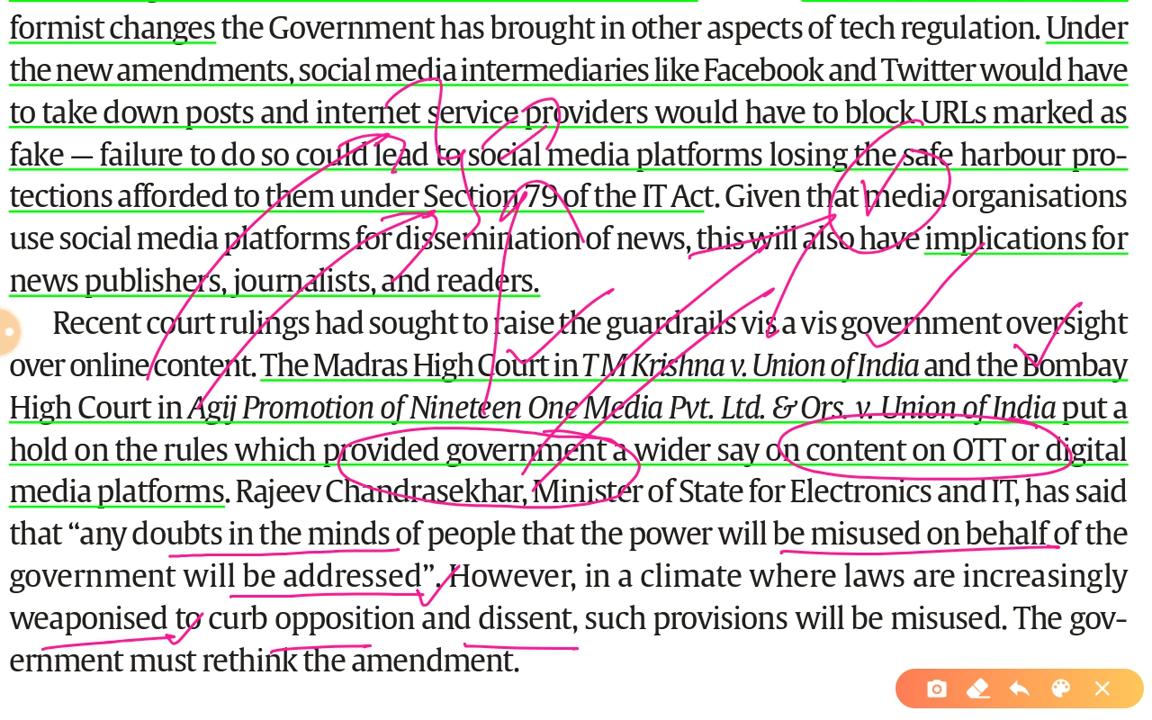 formist changes the Government has brought in other aspects of tech regulation. Under
the new amendments, social media intermediaries like Facebook and Twitter would have
to take down posts and internet service providers would have to block URLs marked as
fake — failure to do so could lead to social media platforms losing the safe harbour pro-
tections afforded to them under Section 79 of the IT Act. Given that media organisations
use social media platforms for dissemination of news, this will also have implications for
news publishers, journalists, and readers.
Recent court rulings had sought to raise the guardrails vis a vis government oversight
over online content. The Madras High Court in T M Krishna v. Union of India and the Bombay
High Court in Agij Promotion of Nineteen One Media Pvt. Ltd. & Ors. v. Union of India put a
hold on the rules which provided government a wider say on content on OTT or digital
media platforms. Rajeev Chandrasekhar, Minister of State for Electronics and IT, has said
that “any doubts in the minds of people that the power will be misused on behalf of the
government will be addressed”. However, in a climate where laws are increasingly
weaponised to curb opposition and dissent, such provisions will be misused. The gov-
ernment must rethink the amendment.